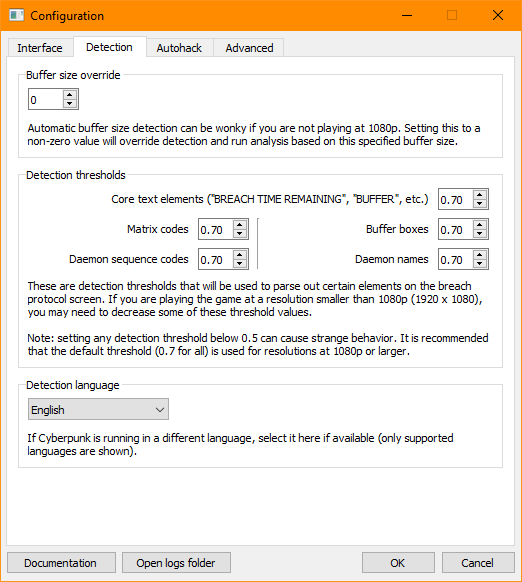 Configuration
Interface
Detection
Autohack
Advanced
Buffer size override
0
Automatic buffer size detection can be wonky if you are not playing at 1080p. Setting this to a
non-zero value will override detection and run analysis based on this specified buffer size.
Detection thresholds
Core text elements ("BREACH TIME REMAINING", "BUFFER", etc.) 0.70
Matrix codes 0.70
Buffer boxes 0.70
Daemon sequence codes 0.70
Daemon names 0.70
These are detection thresholds that will be used to parse out certain elements on the breach
protocol screen. If you are playing the game at a resolution smaller than 1080p (1920 x 1080),
you may need to decrease some of these threshold values.
Note: setting any detection threshold below 0.5 can cause strange behavior. It is recommended
that the default threshold (0.7 for all) is used for resolutions at 1080p or larger.
Detection language
English
If Cyberpunk is running in a different language, select it here if available (only supported
languages are shown).
Documentation
Open logs folder
OK
Cancel